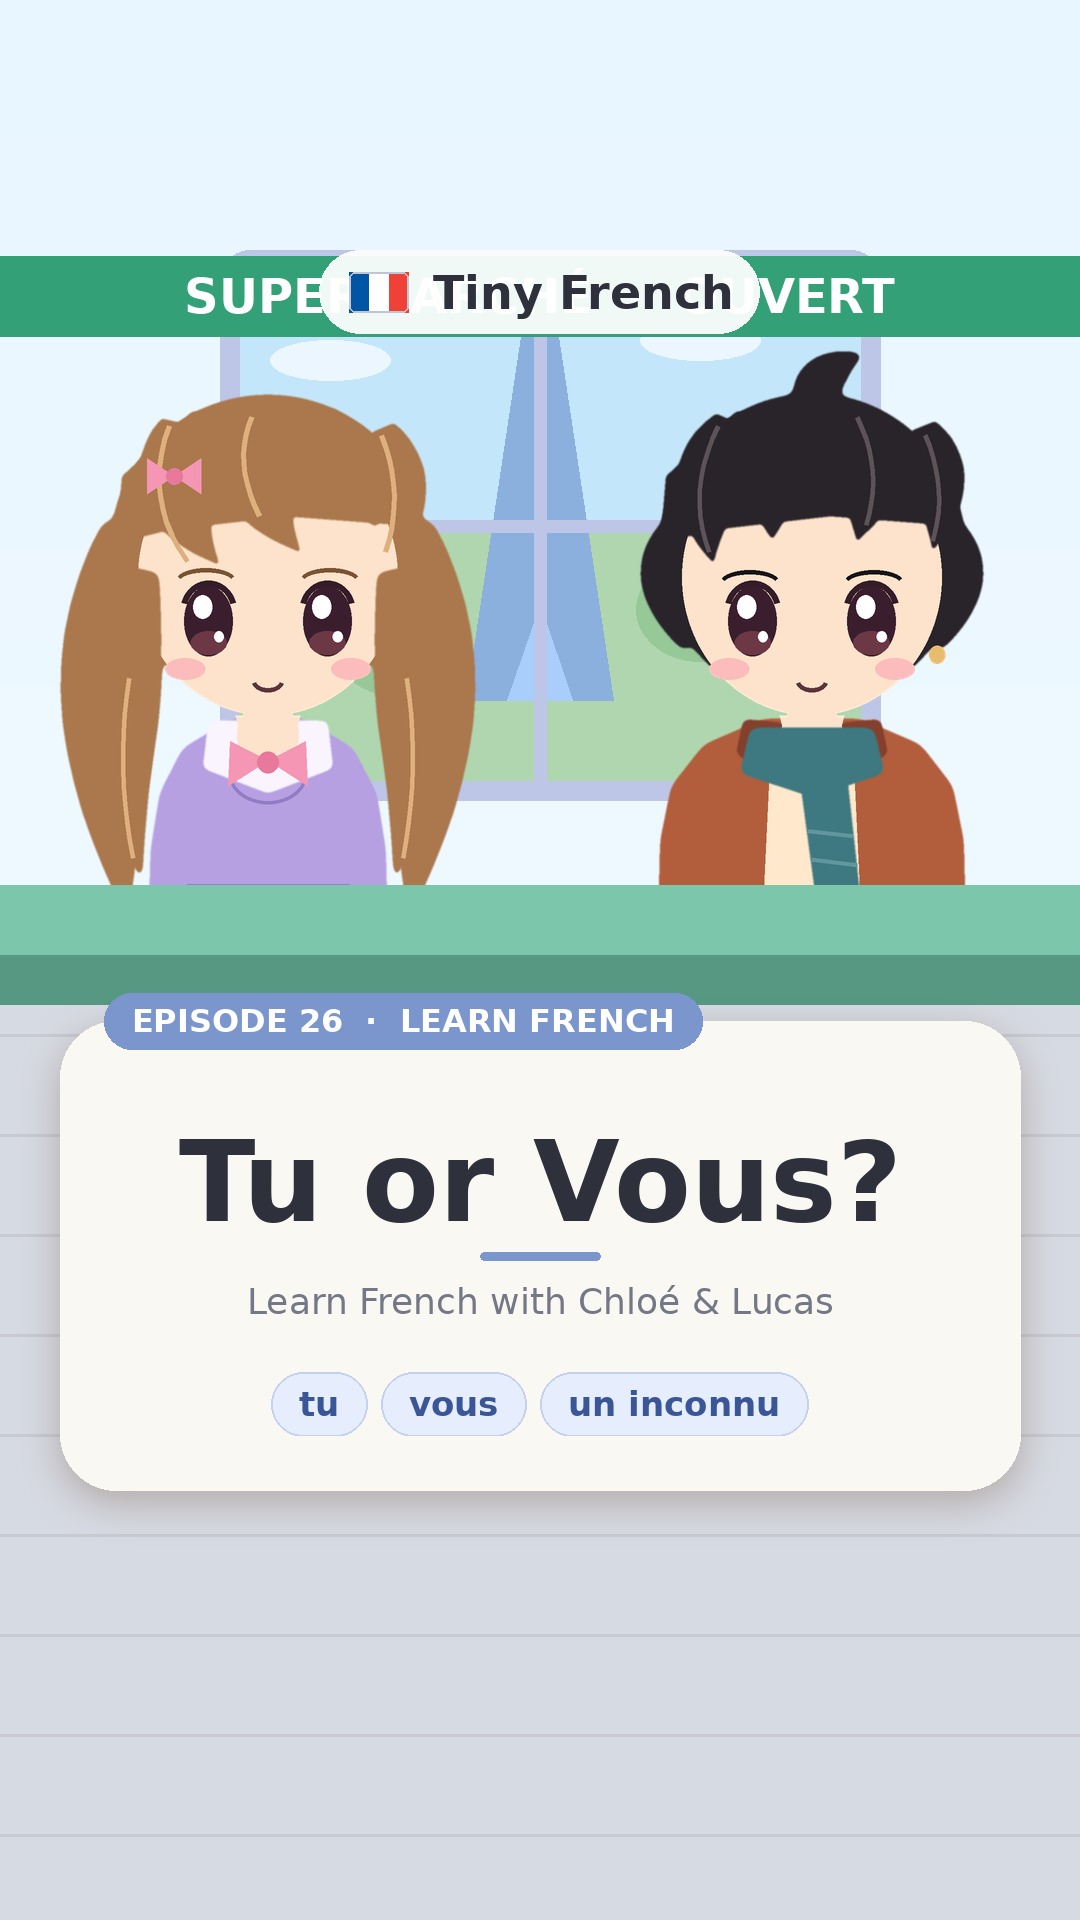 Tiny French
EPISODE 26 · LEARN FRENCH
Tu or Vous?
Learn French with Chloé & Lucas
tu
vous
un inconnu